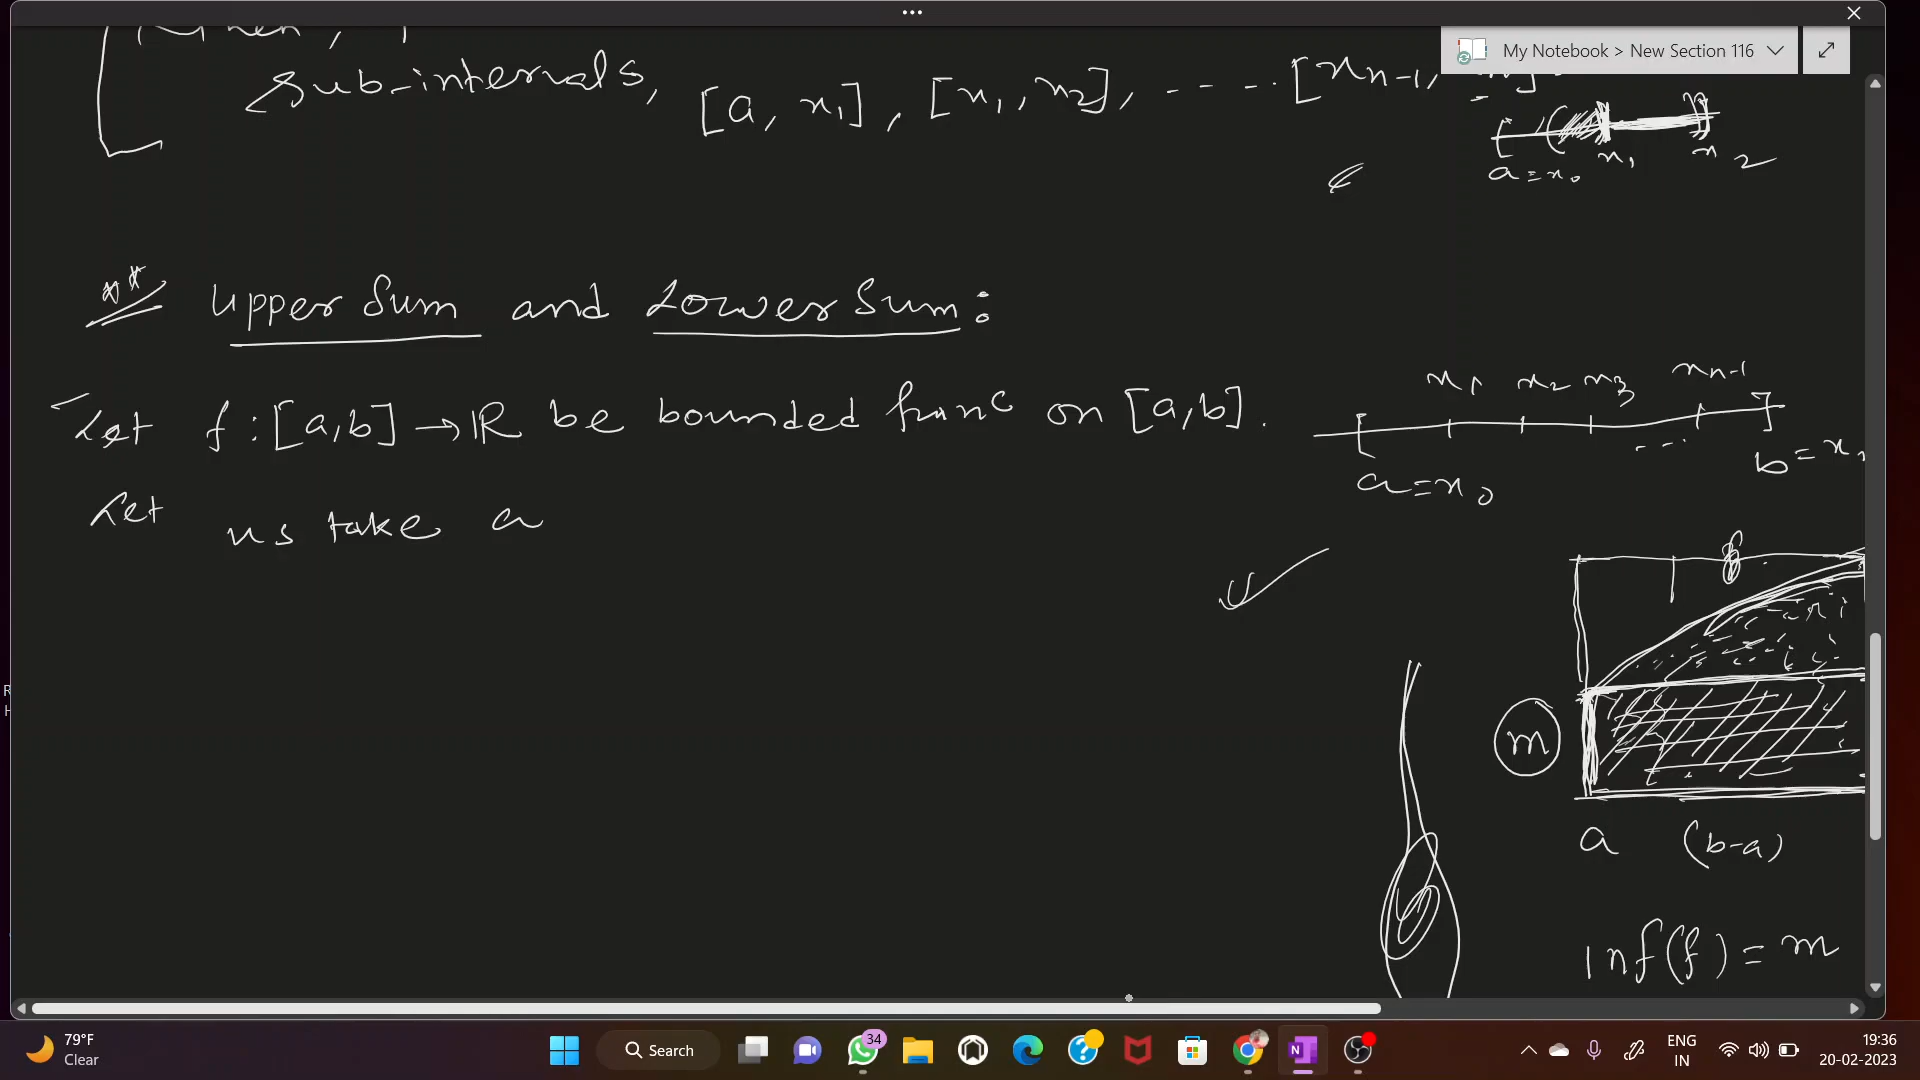 ...
My Notebook > New Section 116
sub-intervals, [a, x1], [x1, x2], ---- [xn-1,
a = x0 x1 x2
** Upper Sum and Lower Sum:
Let f : [a,b] → R be bounded func on [a,b].
x1 x2 x3 xn-1
a = x0 ---- b = x
Let us take a
m
a (b-a)
inf(f) = m
79°F
Clear
Search
34
ENG
IN
19:36
20-02-2023